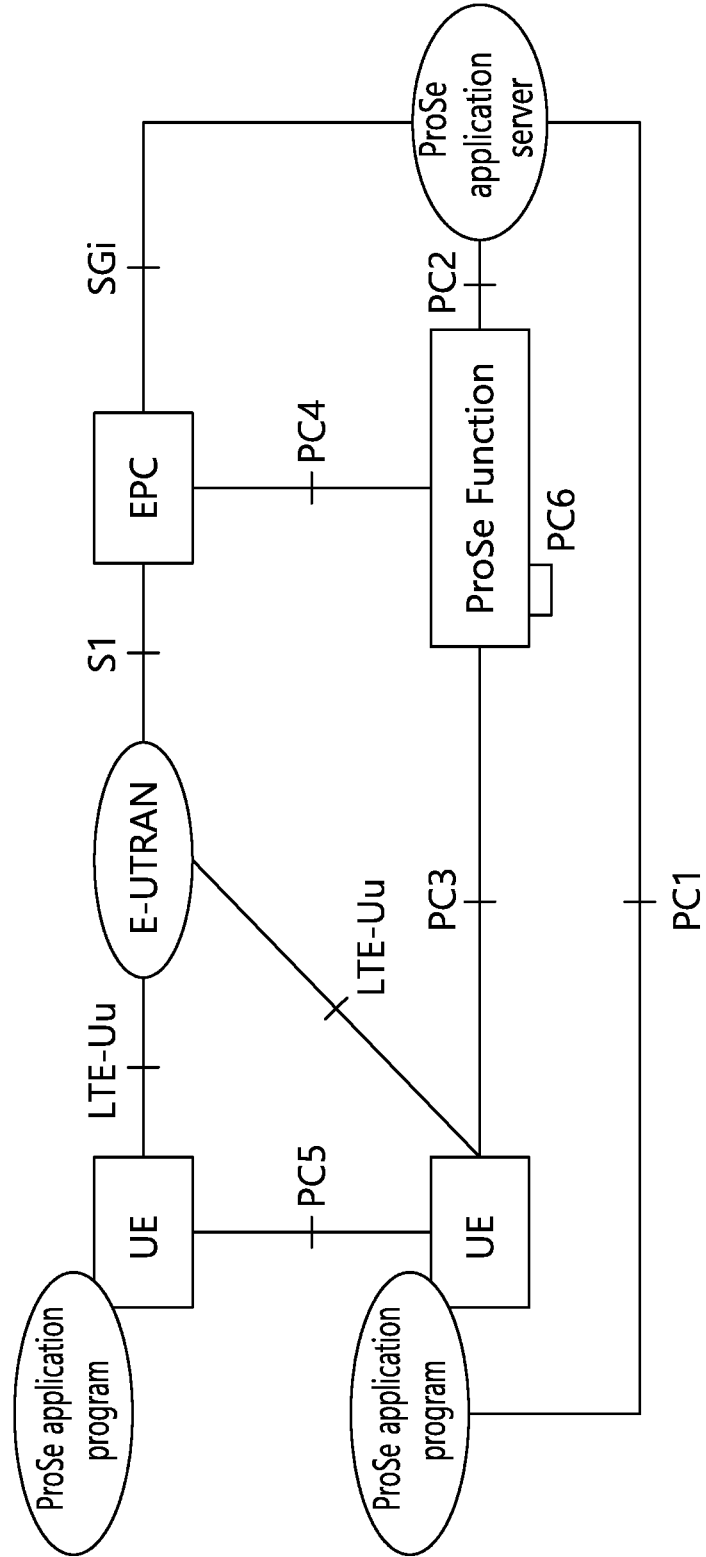 ProSe application
program
UE
LTE-Uu
E-UTRAN
S1
EPC
SGi
PC5
LTE-Uu
PC4
ProSe application
program
UE
PC3
ProSe Function
PC6
PC2
ProSe
application
server
PC1